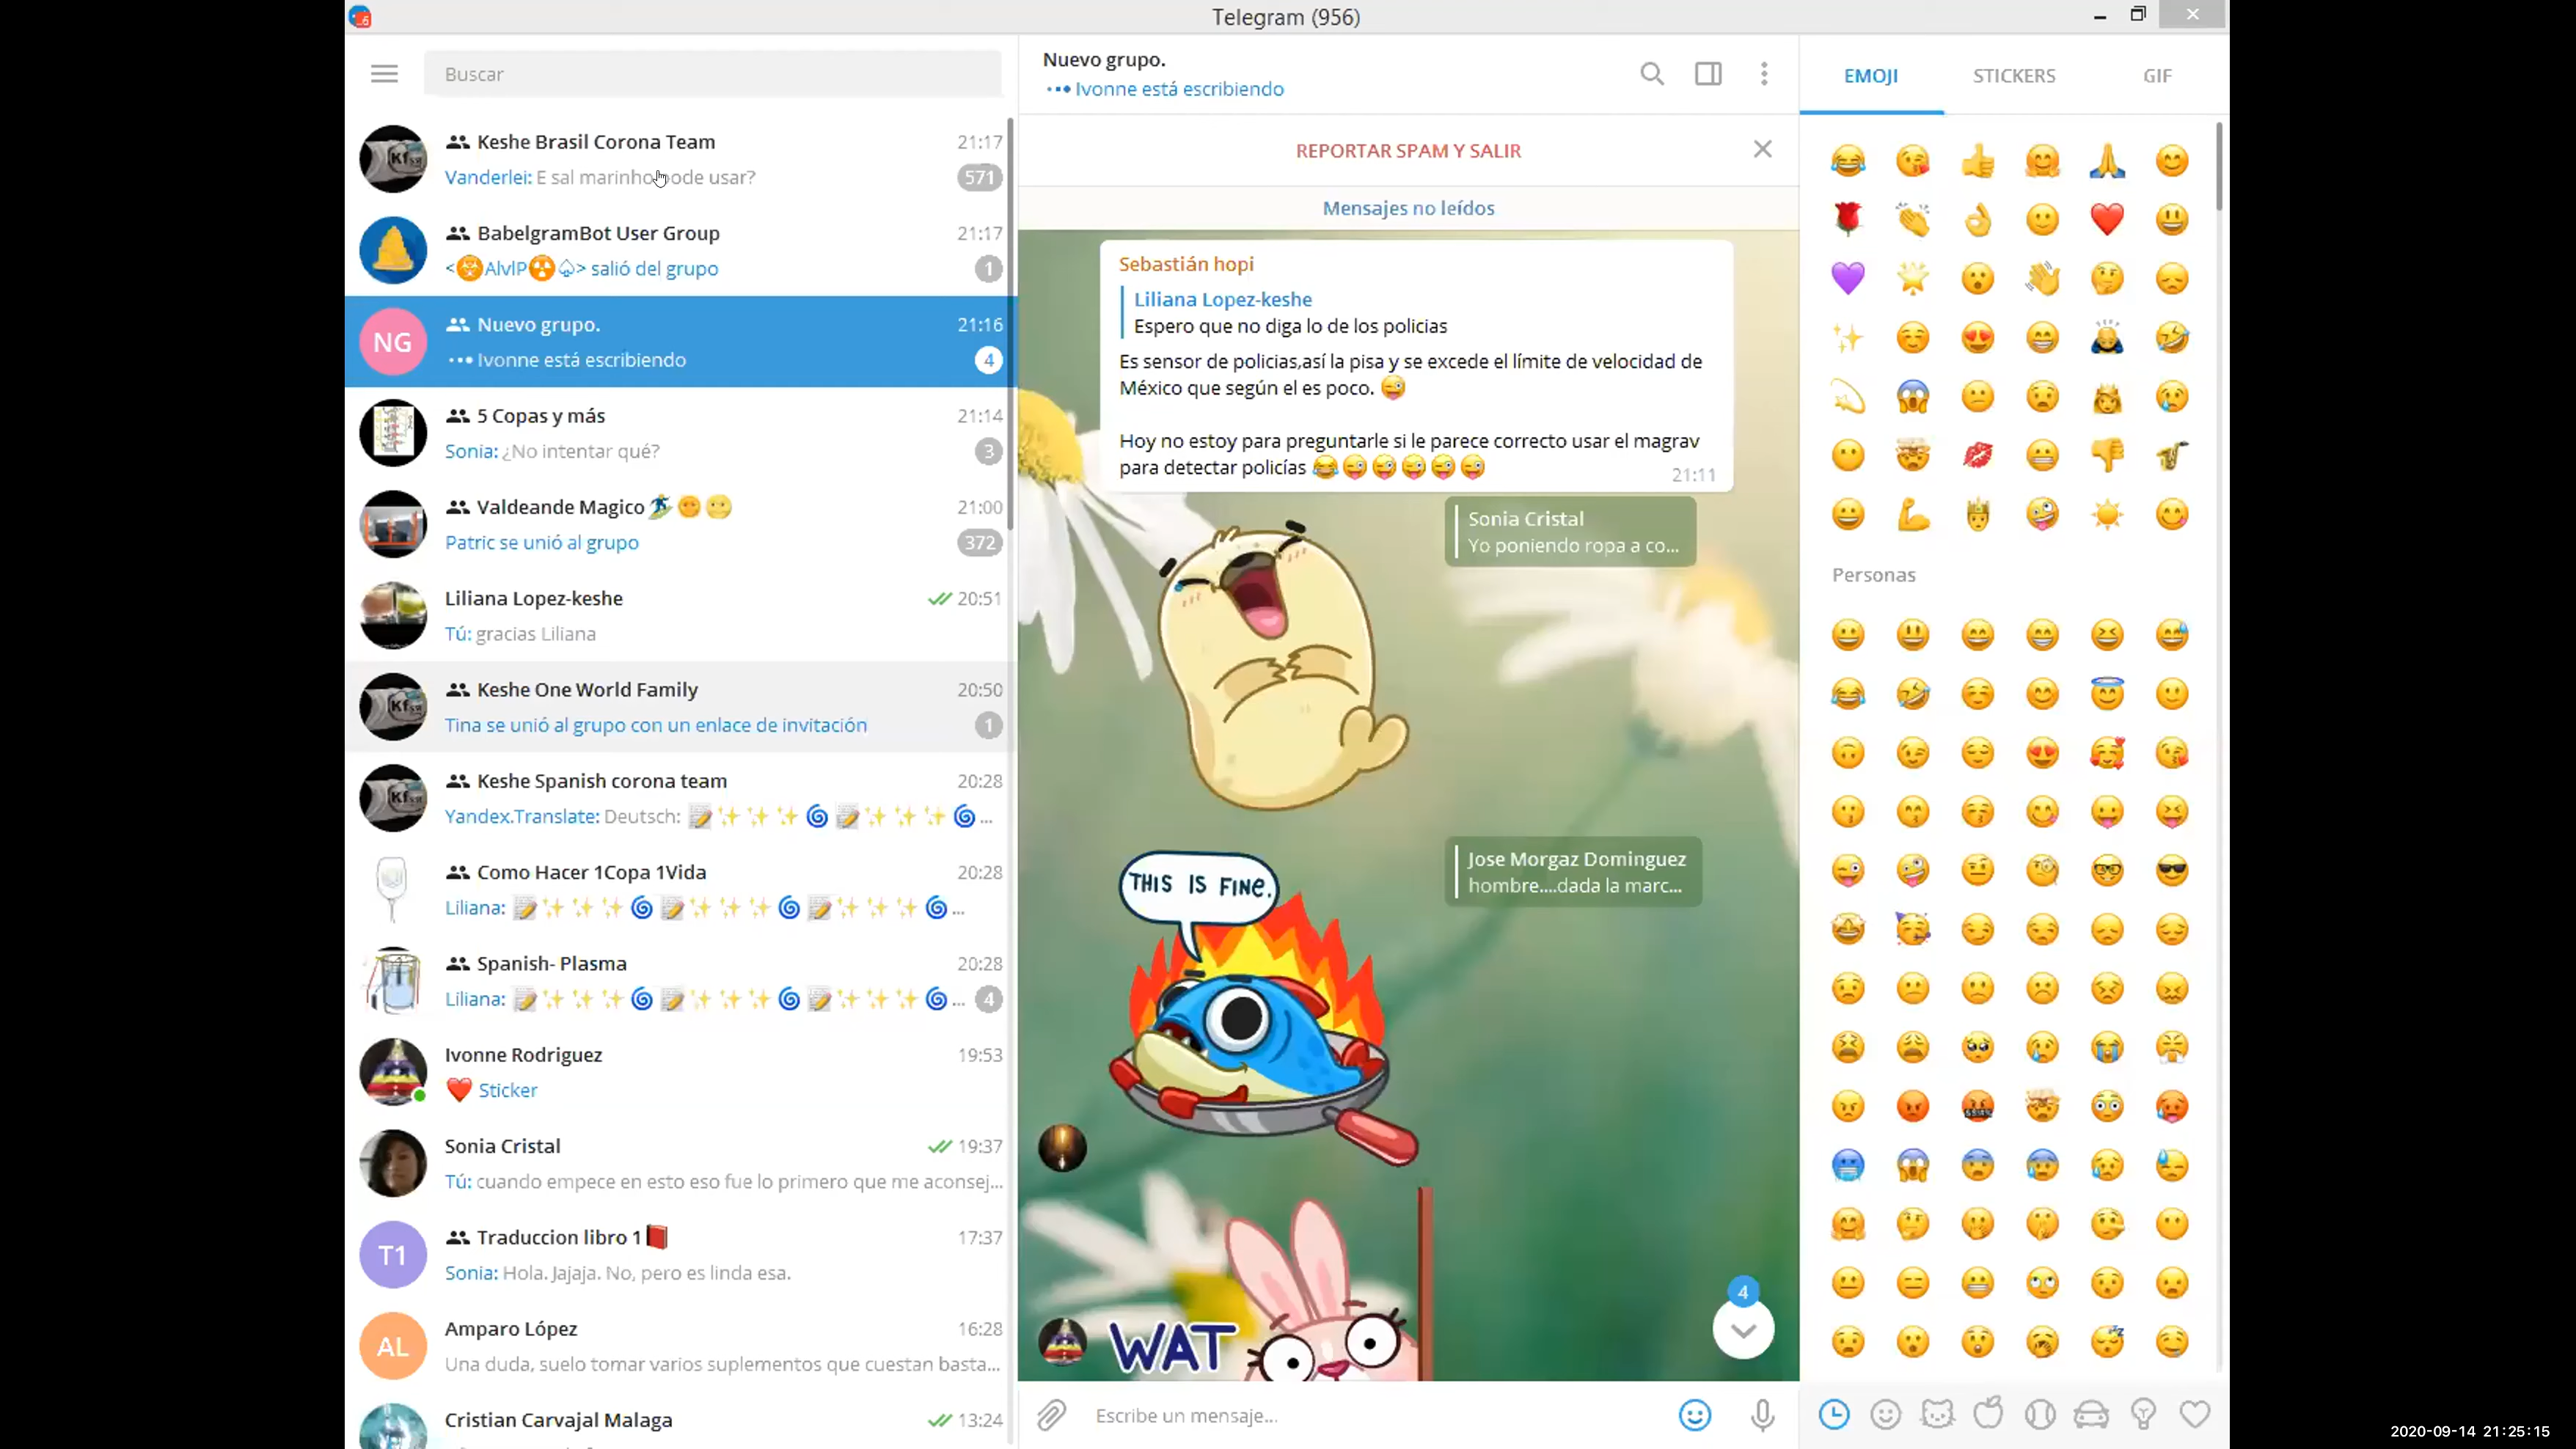 Telegram (956)
Buscar
Keshe Brasil Corona Team 21:17
Vanderlei: E sal marinho pode usar? 571
BabelgramBot User Group 21:17
<☣AlvlP☢♤> salió del grupo 1
NG
Nuevo grupo. 21:16
Ivonne está escribiendo 4
5 Copas y más 21:14
Sonia: ¿No intentar qué? 3
Valdeande Magico 21:00
Patric se unió al grupo 372
Liliana Lopez-keshe 20:51
Tú: gracias Liliana
Keshe One World Family 20:50
Tina se unió al grupo con un enlace de invitación 1
Keshe Spanish corona team 20:28
Yandex.Translate: Deutsch: 📝✨✨✨🌀📝✨✨✨🌀...
Como Hacer 1Copa 1Vida 20:28
Liliana: 📝✨✨✨🌀📝✨✨✨🌀📝✨✨✨🌀...
Spanish- Plasma 20:28
Liliana: 📝✨✨✨🌀📝✨✨✨🌀📝✨✨✨🌀... 4
Ivonne Rodriguez 19:53
❤️ Sticker
Sonia Cristal 19:37
Tú: cuando empece en esto eso fue lo primero que me aconsej...
T1
Traduccion libro 1📕 17:37
Sonia: Hola. Jajaja. No, pero es linda esa.
AL
Amparo López 16:28
Una duda, suelo tomar varios suplementos que cuestan basta...
Cristian Carvajal Malaga 13:24
Nuevo grupo.
Ivonne está escribiendo
REPORTAR SPAM Y SALIR
Mensajes no leídos
Sebastián hopi
Liliana Lopez-keshe
Espero que no diga lo de los policias
Es sensor de policias,así la pisa y se excede el límite de velocidad de
México que según el es poco. 😜
Hoy no estoy para preguntarle si le parece correcto usar el magrav
para detectar policías 😂😜😜😜😜😜
21:11
Sonia Cristal
Yo poniendo ropa a co...
Jose Morgaz Dominguez
hombre....dada la marc...
THIS IS FINE.
WAT
4
Escribe un mensaje...
EMOJI STICKERS GIF
Personas
2020-09-14 21:25:15